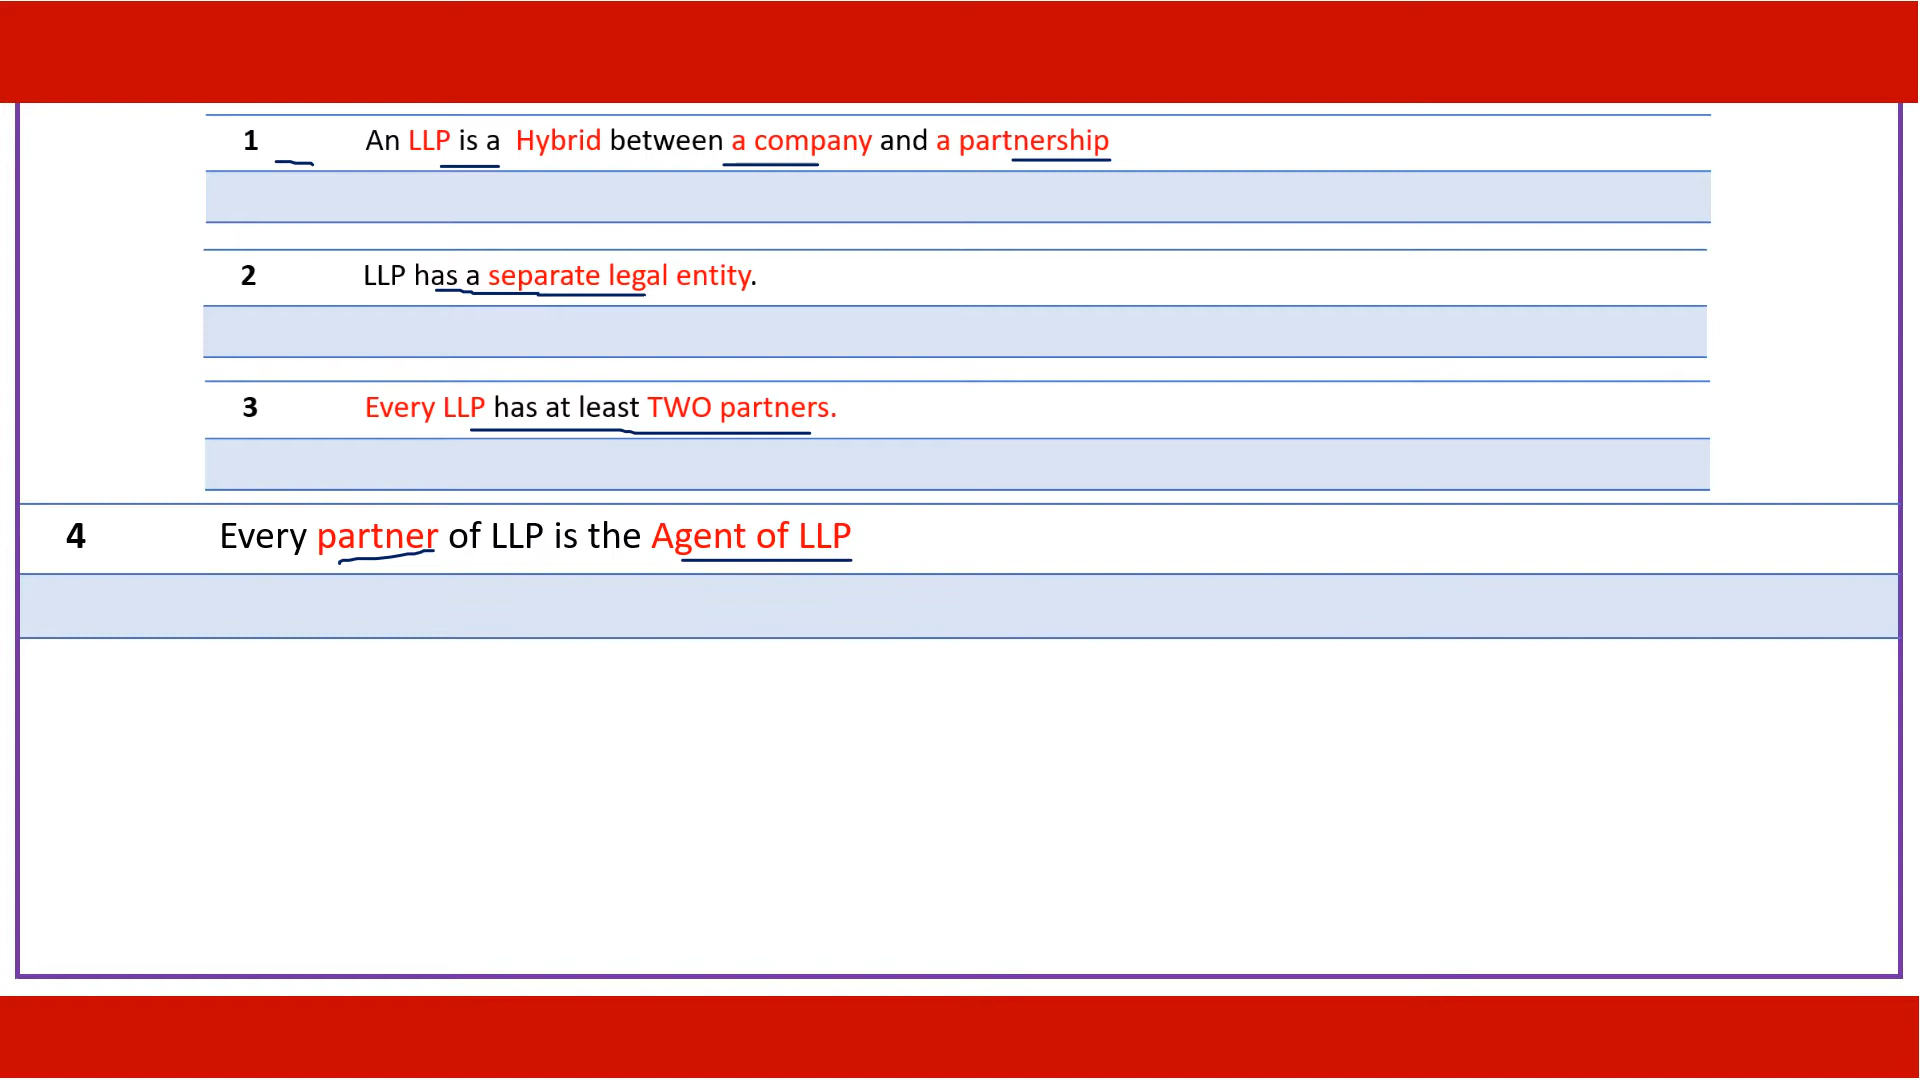 1 An LLP is a Hybrid between a company and a partnership
2 LLP has a separate legal entity.
3 Every LLP has at least TWO partners.
4 Every partner of LLP is the Agent of LLP